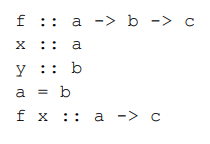 f :: a -> b -> c
x :: a
y :: b
a = b
f x :: a -> c